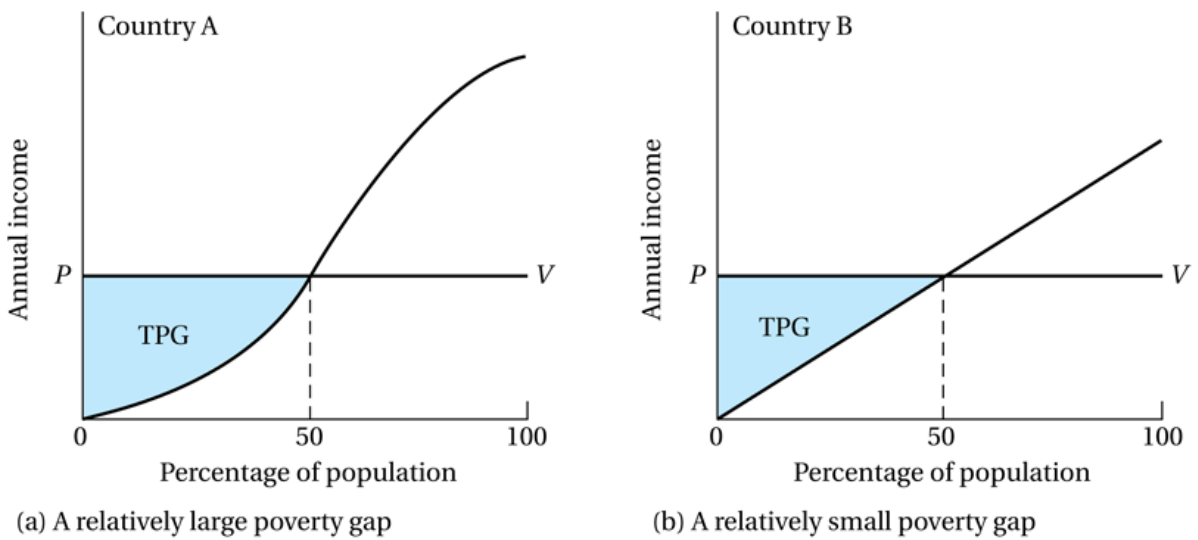 Country A
Annual income
P
V
TPG
0
50
100
Percentage of population
(a) A relatively large poverty gap
Country B
Annual income
P
V
TPG
0
50
100
Percentage of population
(b) A relatively small poverty gap